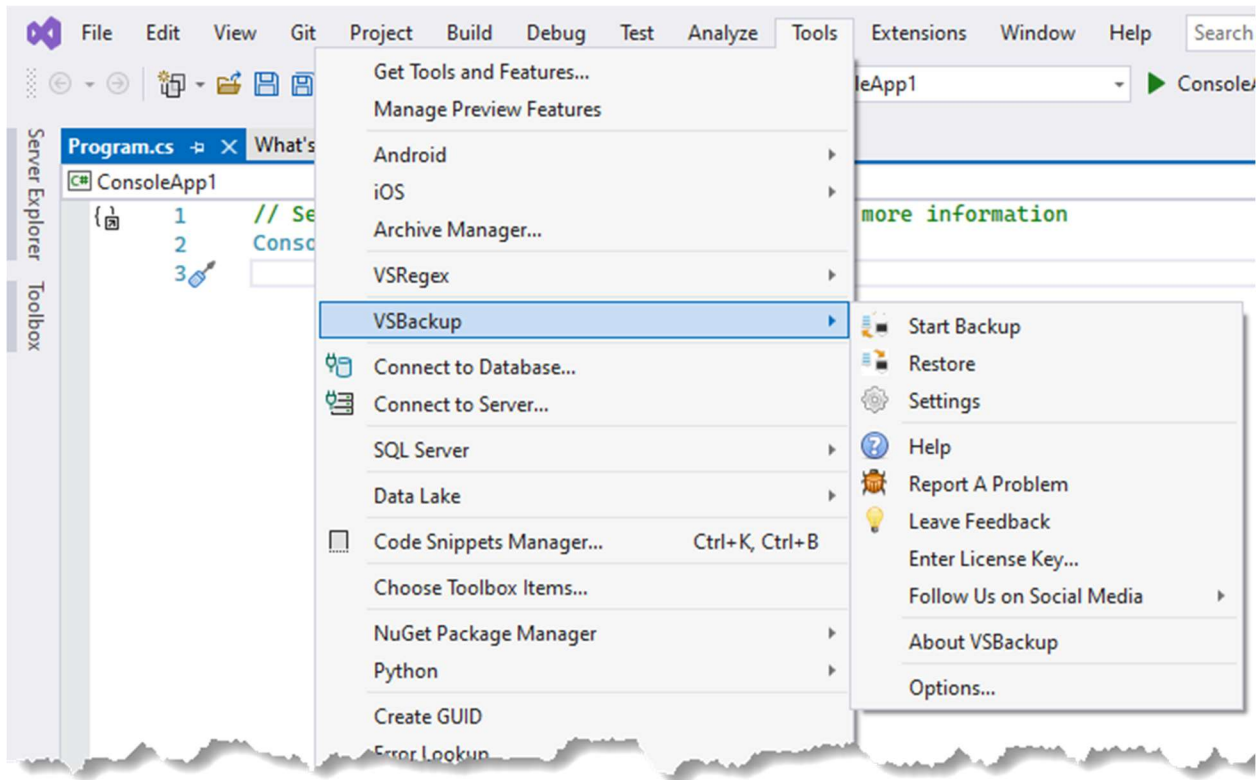 File Edit View Git Project Build Debug Test Analyze Tools Extensions Window Help Search
leApp1 Console
Server Explorer
Toolbox
Program.cs What's
C# ConsoleApp1
1 // Se more information
2 Conso
3
Get Tools and Features...
Manage Preview Features
Android
iOS
Archive Manager...
VSRegex
VSBackup
Connect to Database...
Connect to Server...
SQL Server
Data Lake
Code Snippets Manager... Ctrl+K, Ctrl+B
Choose Toolbox Items...
NuGet Package Manager
Python
Create GUID
Error Lookup
Start Backup
Restore
Settings
Help
Report A Problem
Leave Feedback
Enter License Key...
Follow Us on Social Media
About VSBackup
Options...